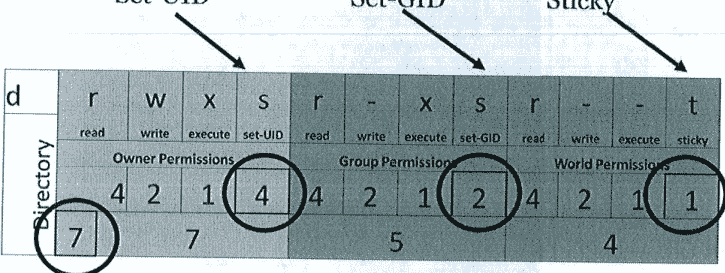 Set-UID Set-GID Sticky
d r w x s r - x s r - - t
read write execute set-UID read write execute set-GID read write execute sticky
Directory
Owner Permissions Group Permissions World Permissions
4 2 1 4 4 2 1 2 4 2 1 1
7 7 5 4